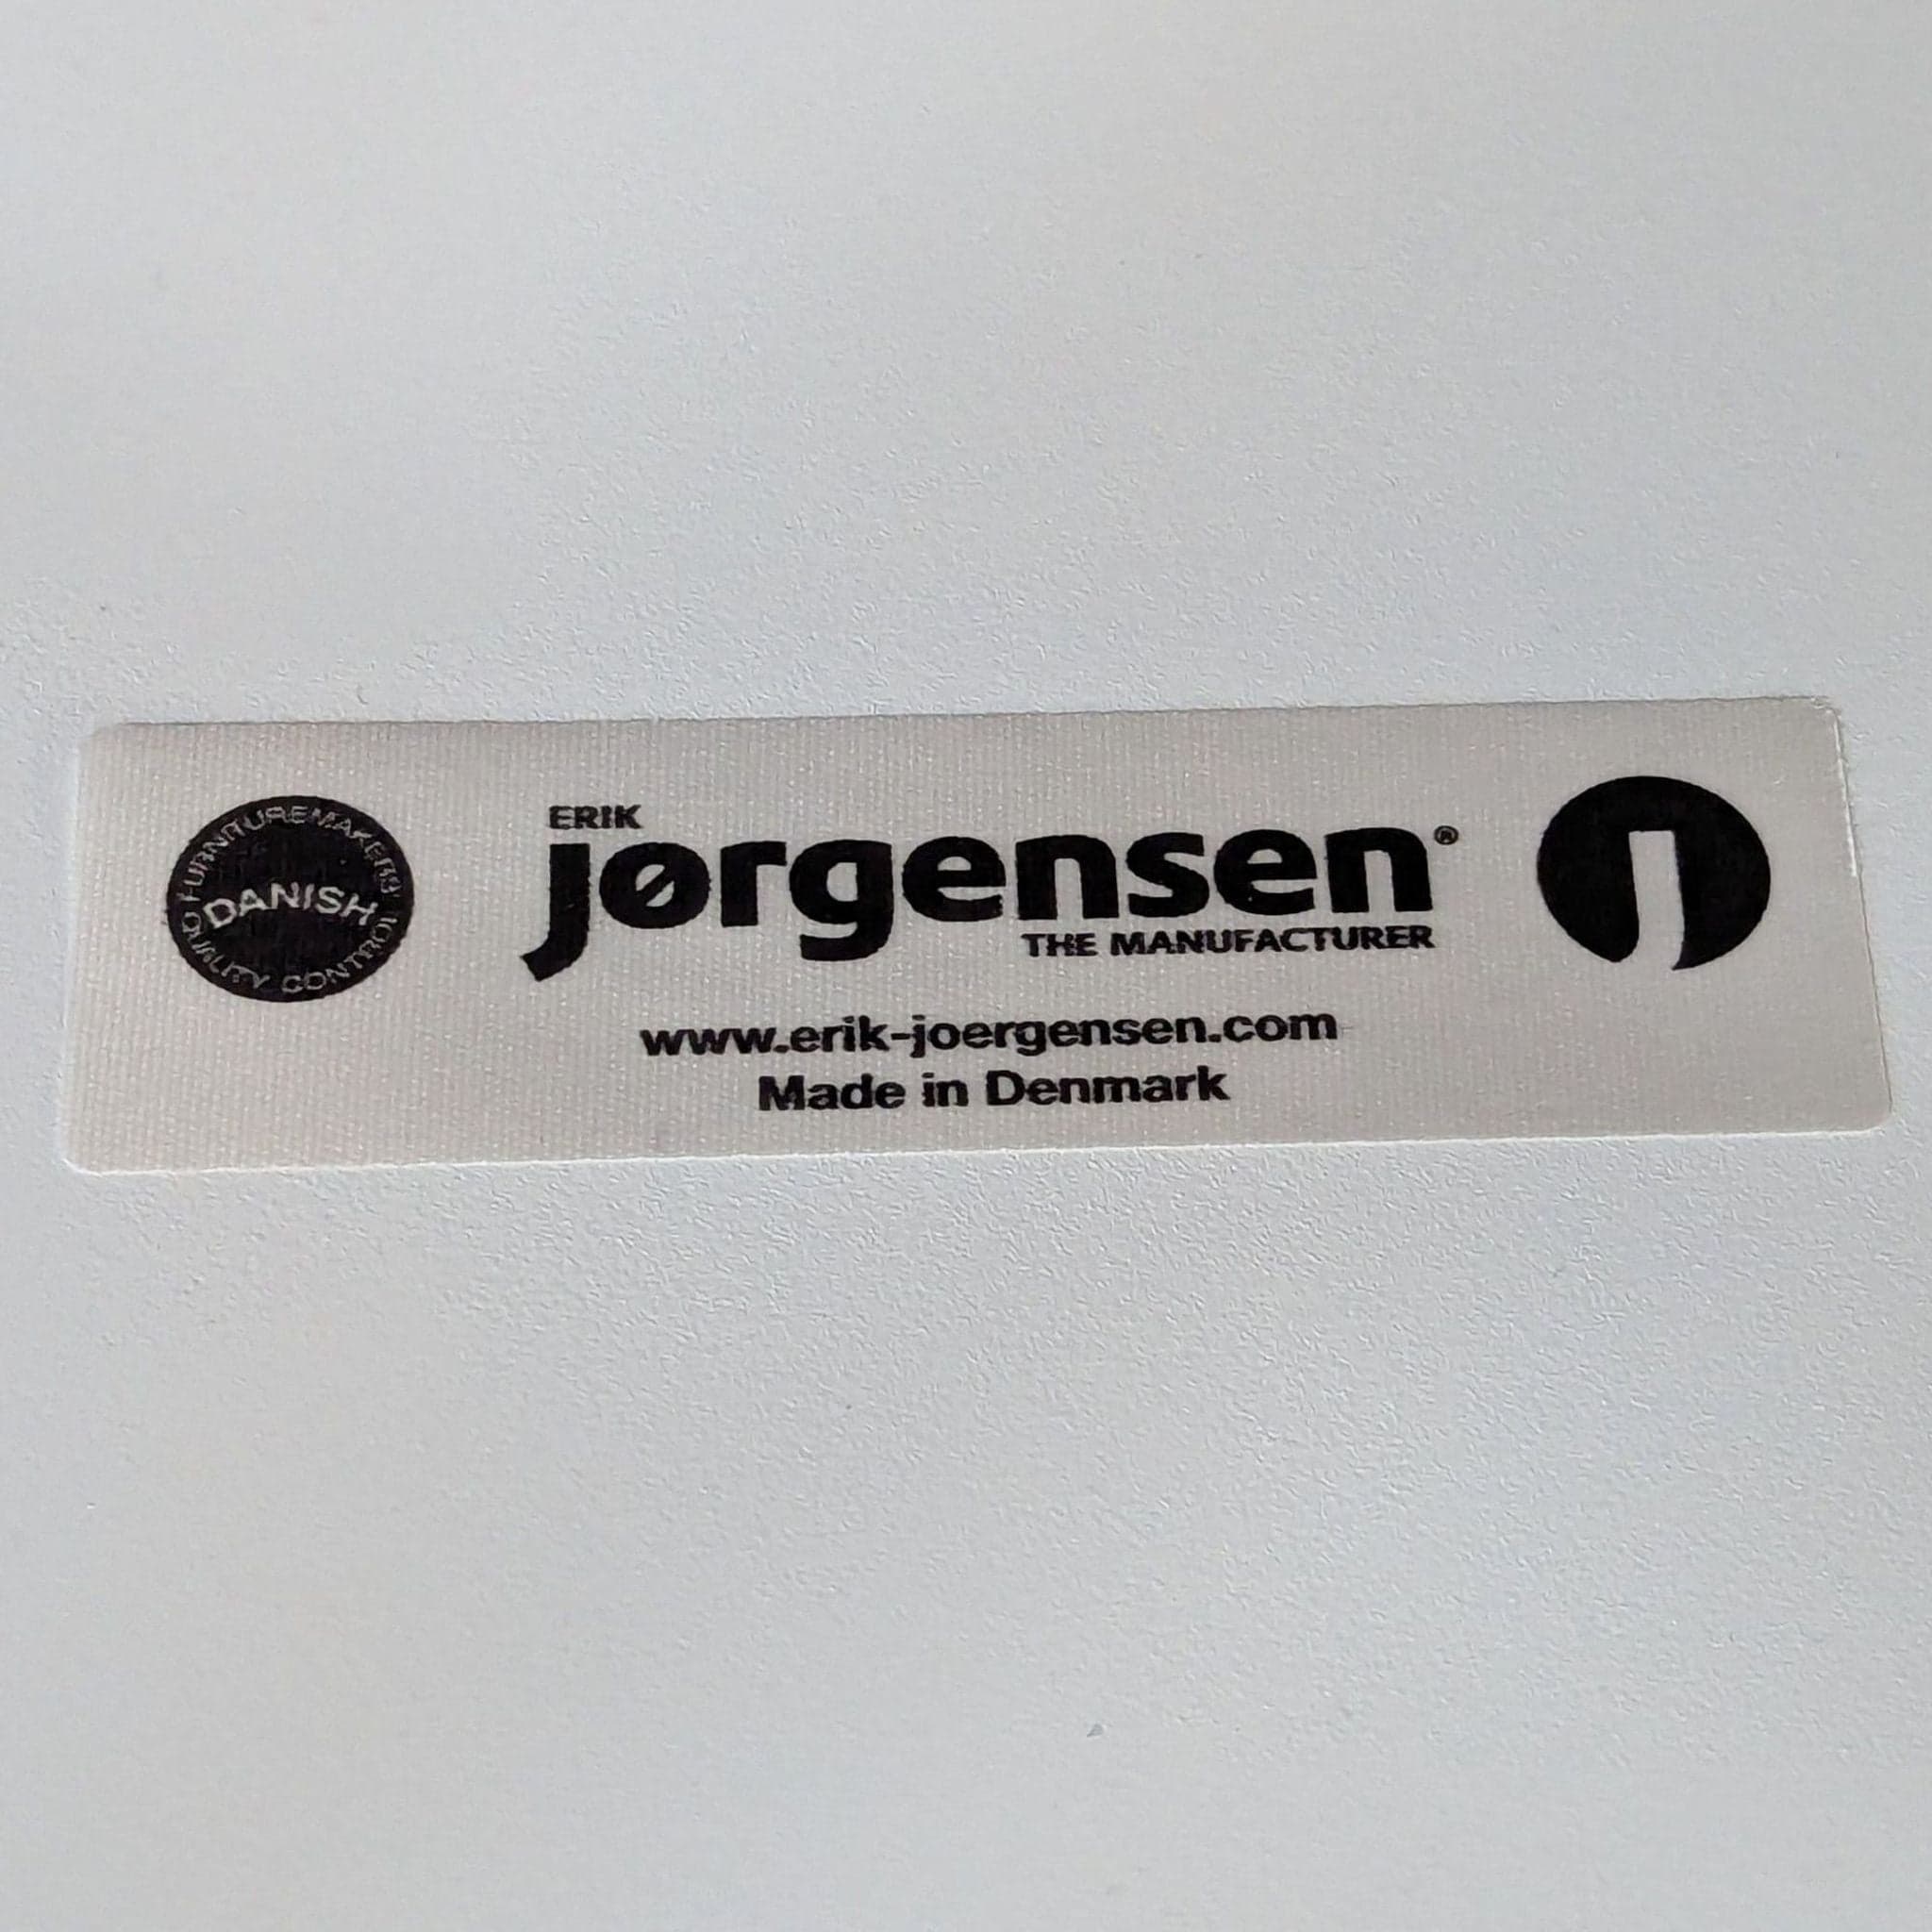 DANISH
FURNITUREMAKERS
QUALITY CONTROL
ERIK
jørgensen®
THE MANUFACTURER
www.erik-joergensen.com
Made in Denmark